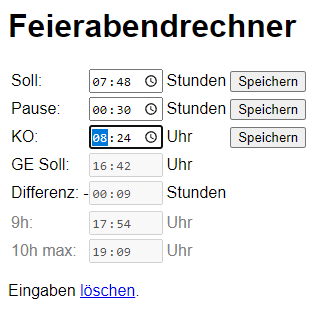 Feierabendrechner
Soll: 07:48 Stunden Speichern
Pause: 00:30 Stunden Speichern
KO: 08:24 Uhr Speichern
GE Soll: 16:42 Uhr
Differenz: -00:09 Stunden
9h: 17:54 Uhr
10h max: 19:09 Uhr
Eingaben löschen.